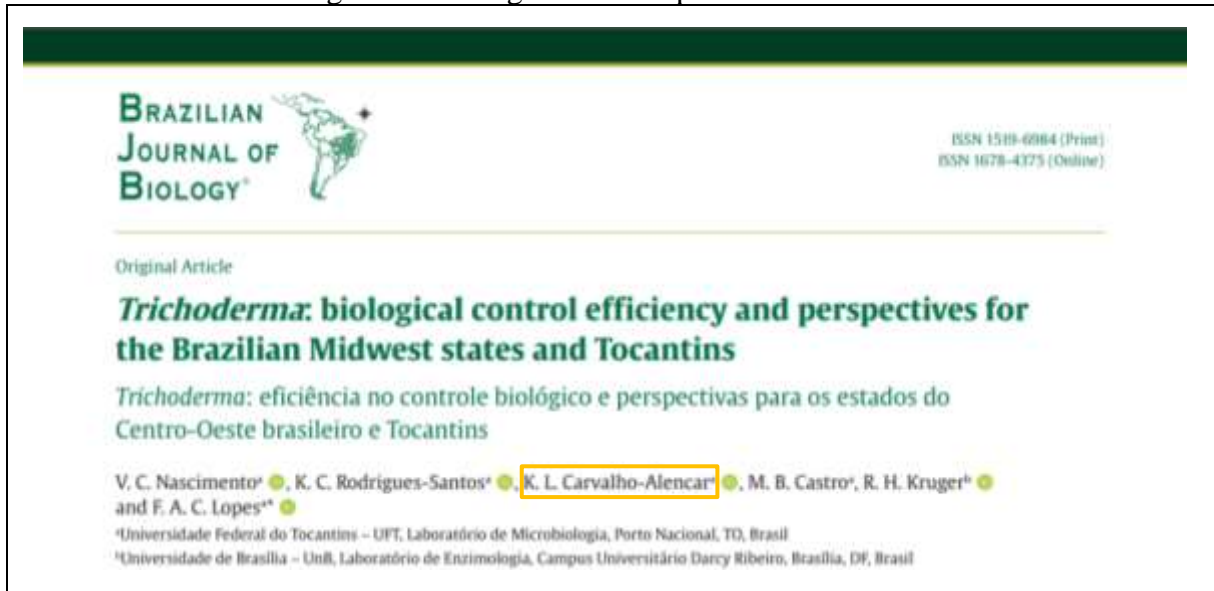 BRAZILIAN
JOURNAL OF
BIOLOGY®
ISSN 1519-6984 (Print)
ISSN 1678-4375 (Online)
Original Article
Trichoderma: biological control efficiency and perspectives for
the Brazilian Midwest states and Tocantins
Trichoderma: eficiência no controle biológico e perspectivas para os estados do
Centro-Oeste brasileiro e Tocantins
V. C. Nascimentoᵃ, K. C. Rodrigues-Santosᵃ, K. L. Carvalho-Alencarᵃ, M. B. Castroᵃ, R. H. Krugerᵇ
and F. A. C. Lopesᵃ*
ᵃUniversidade Federal do Tocantins – UFT, Laboratório de Microbiologia, Porto Nacional, TO, Brasil
ᵇUniversidade de Brasília – UnB, Laboratório de Enzimologia, Campus Universitário Darcy Ribeiro, Brasília, DF, Brasil